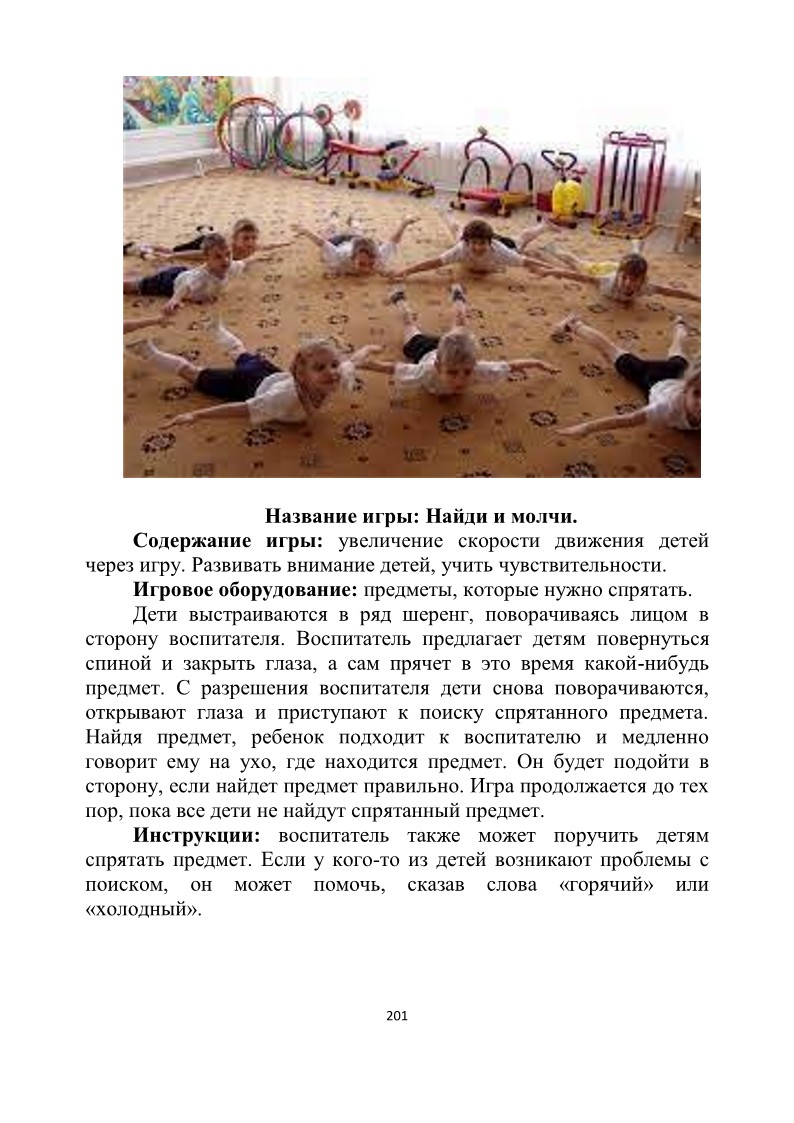 Название игры: Найди и молчи.
Содержание игры: увеличение скорости движения детей
через игру. Развивать внимание детей, учить чувствительности.
Игровое оборудование: предметы, которые нужно спрятать.
Дети выстраиваются в ряд шеренг, поворачиваясь лицом в
сторону воспитателя. Воспитатель предлагает детям повернуться
спиной и закрыть глаза, а сам прячет в это время какой-нибудь
предмет. С разрешения воспитателя дети снова поворачиваются,
открывают глаза и приступают к поиску спрятанного предмета.
Найдя предмет, ребенок подходит к воспитателю и медленно
говорит ему на ухо, где находится предмет. Он будет подойти в
сторону, если найдет предмет правильно. Игра продолжается до тех
пор, пока все дети не найдут спрятанный предмет.
Инструкции: воспитатель также может поручить детям
спрятать предмет. Если у кого-то из детей возникают проблемы с
поиском, он может помочь, сказав слова «горячий» или
«холодный».
201